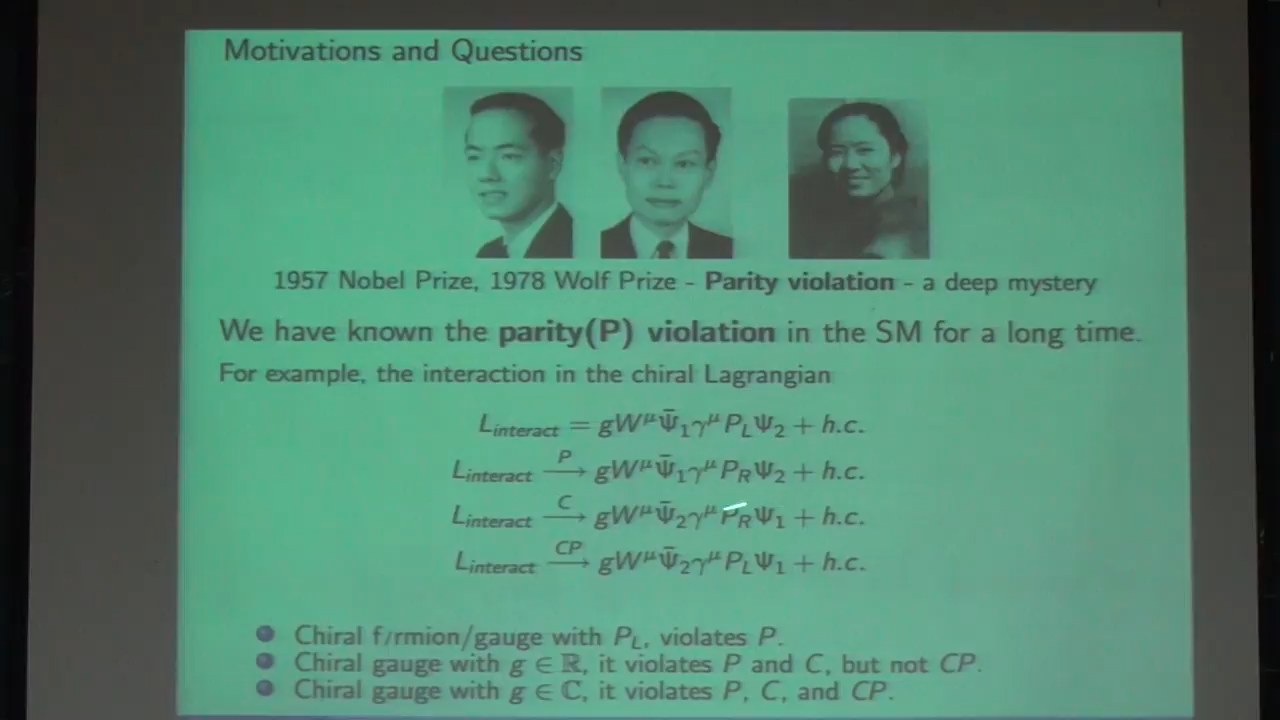 Motivations and Questions
1957 Nobel Prize, 1978 Wolf Prize - Parity violation - a deep mystery
We have known the parity(P) violation in the SM for a long time.
For example, the interaction in the chiral Lagrangian
L_interact = gW^μ Ψ̄_1 γ^μ P_L Ψ_2 + h.c.
L_interact \xrightarrow{P} gW^μ Ψ̄_1 γ^μ P_R Ψ_2 + h.c.
L_interact \xrightarrow{C} gW^μ Ψ̄_2 γ^μ P_R Ψ_1 + h.c.
L_interact \xrightarrow{CP} gW^μ Ψ̄_2 γ^μ P_L Ψ_1 + h.c.
Chiral f/rmion/gauge with P_L, violates P.
Chiral gauge with g ∈ ℝ, it violates P and C, but not CP.
Chiral gauge with g ∈ ℂ, it violates P, C, and CP.